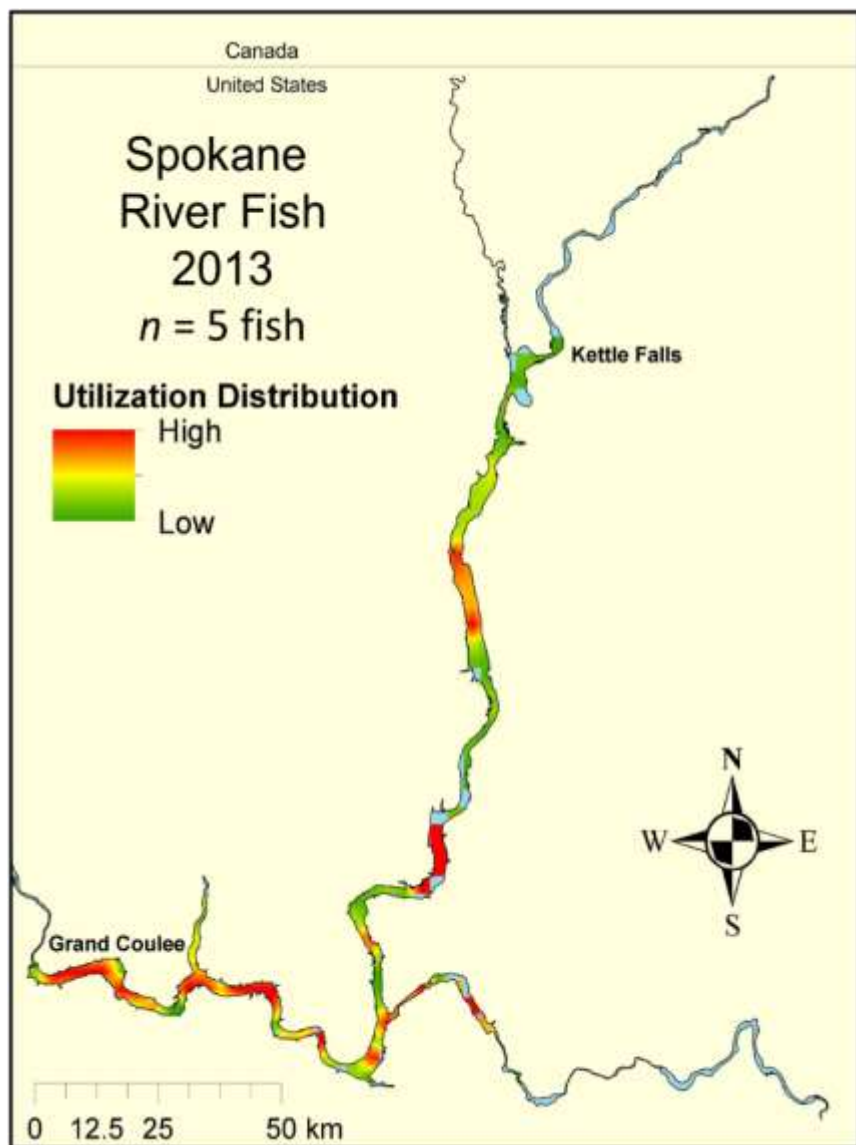 Canada
United States
Spokane
River Fish
2013
n = 5 fish
Utilization Distribution
High
Low
Kettle Falls
N
W
E
S
Grand Coulee
0 12.5 25 50 km